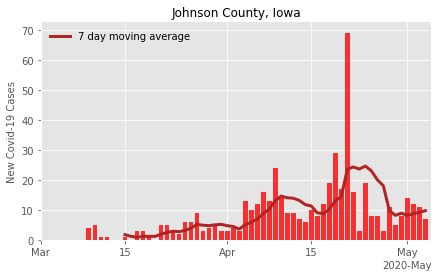 Johnson County, Iowa
7 day moving average
New Covid-19 Cases
70
60
50
40
30
20
10
0
Mar
15
Apr
15
May
2020-May